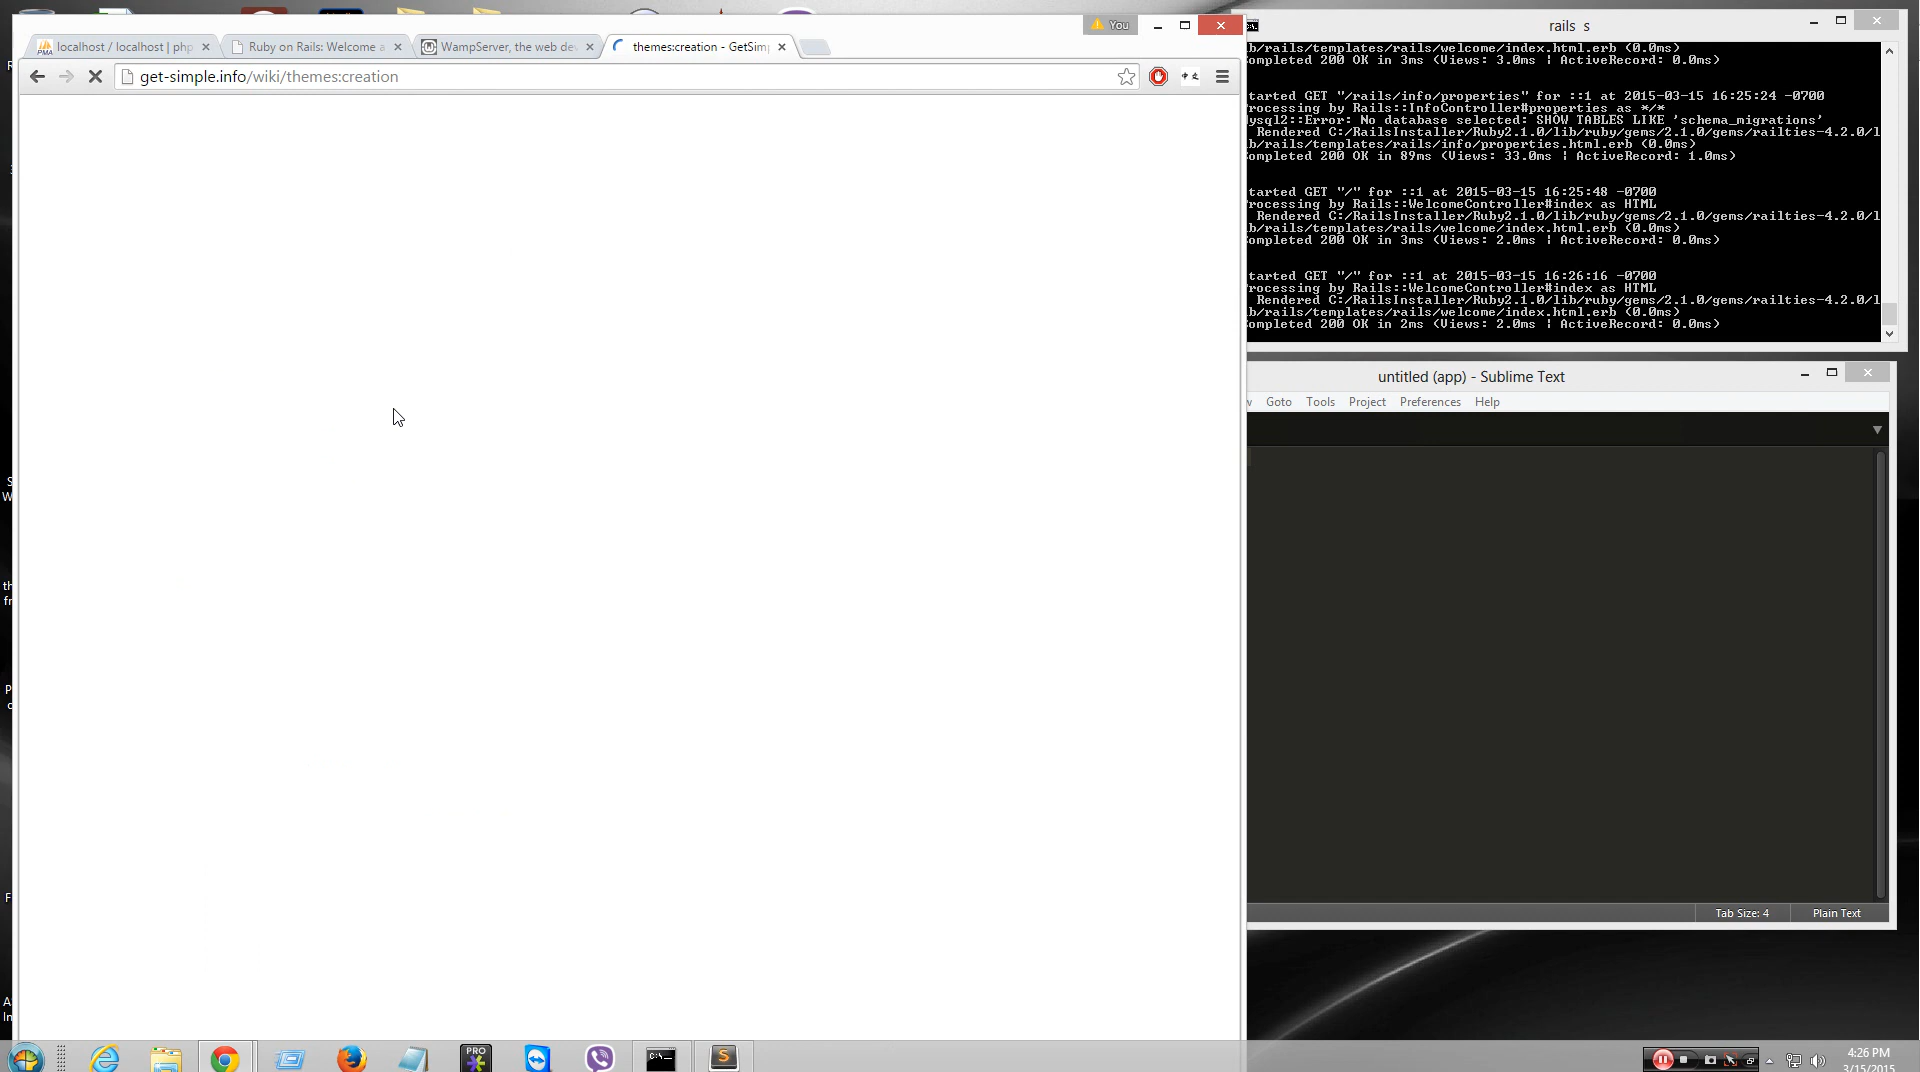 You
localhost / localhost | php
Ruby on Rails: Welcome a
WampServer, the web dev
themes:creation - GetSimp
get-simple.info/wiki/themes:creation
rails s
b/rails/templates/rails/welcome/index.html.erb (0.0ms)
ompleted 200 OK in 3ms (Views: 3.0ms | ActiveRecord: 0.0ms)
tarted GET "/rails/info/properties" for ::1 at 2015-03-15 16:25:24 -0700
rocessing by Rails::InfoController#properties as */*
ysql2::Error: No database selected: SHOW TABLES LIKE 'schema_migrations'
Rendered C:/RailsInstaller/Ruby2.1.0/lib/ruby/gems/2.1.0/gems/railties-4.2.0/l
b/rails/templates/rails/info/properties.html.erb (0.0ms)
ompleted 200 OK in 89ms (Views: 33.0ms | ActiveRecord: 1.0ms)
tarted GET "/" for ::1 at 2015-03-15 16:25:48 -0700
rocessing by Rails::WelcomeController#index as HTML
Rendered C:/RailsInstaller/Ruby2.1.0/lib/ruby/gems/2.1.0/gems/railties-4.2.0/l
b/rails/templates/rails/welcome/index.html.erb (0.0ms)
ompleted 200 OK in 3ms (Views: 2.0ms | ActiveRecord: 0.0ms)
tarted GET "/" for ::1 at 2015-03-15 16:26:16 -0700
rocessing by Rails::WelcomeController#index as HTML
Rendered C:/RailsInstaller/Ruby2.1.0/lib/ruby/gems/2.1.0/gems/railties-4.2.0/l
b/rails/templates/rails/welcome/index.html.erb (0.0ms)
ompleted 200 OK in 2ms (Views: 2.0ms | ActiveRecord: 0.0ms)
untitled (app) - Sublime Text
w Goto Tools Project Preferences Help
Tab Size: 4 Plain Text
PRO
C:\
4:26 PM
3/15/2015